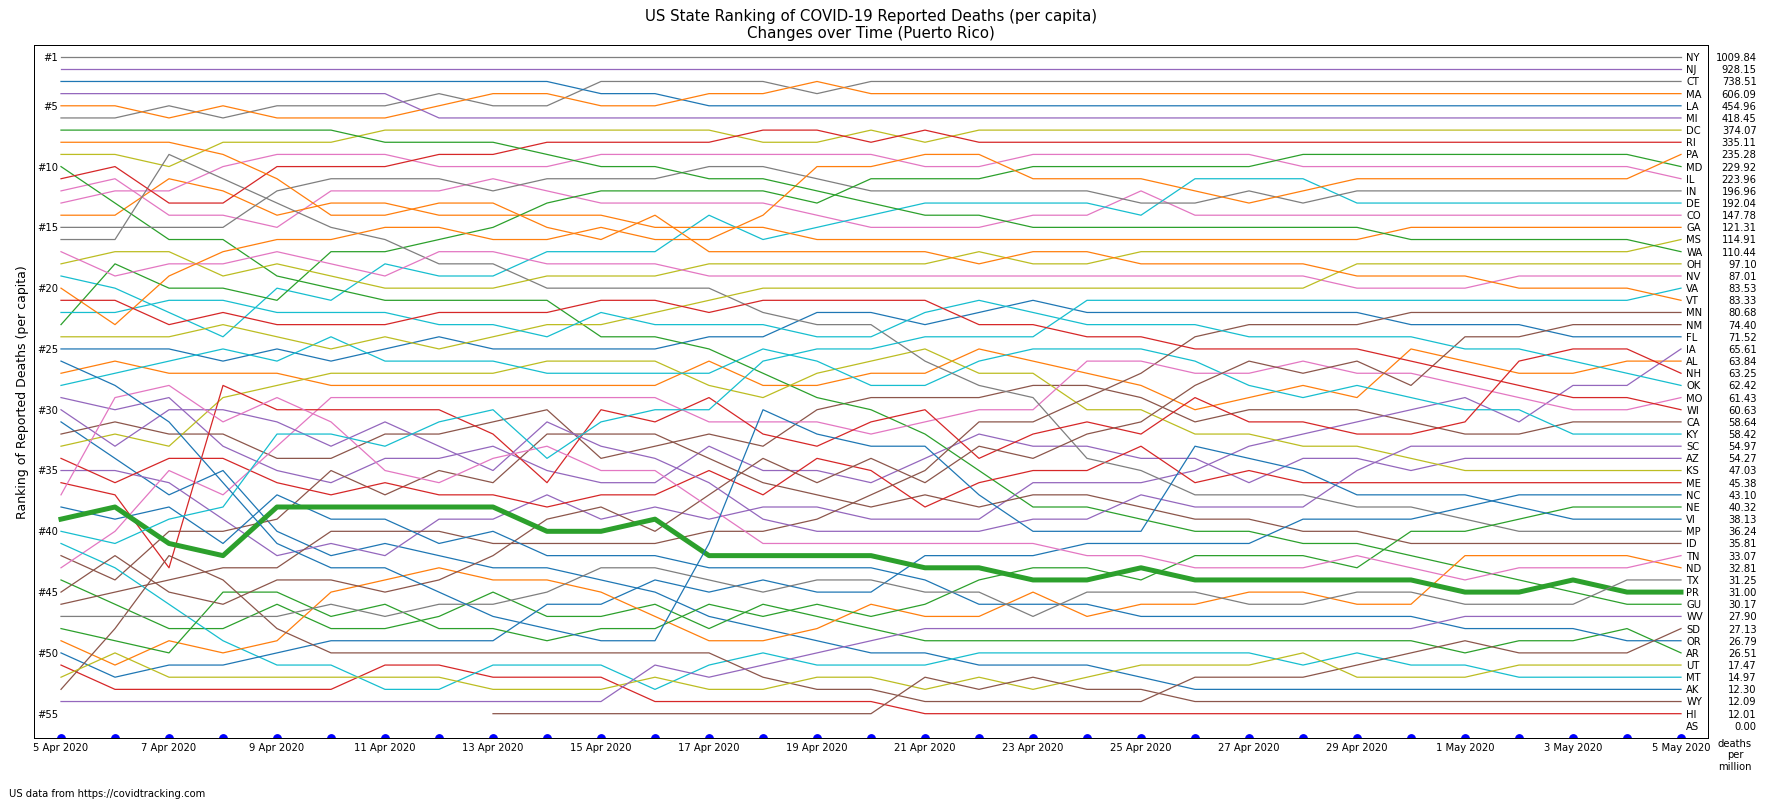 US State Ranking of COVID-19 Reported Deaths (per capita)
Changes over Time (Puerto Rico)
Ranking of Reported Deaths (per capita)
#1
#5
#10
#15
#20
#25
#30
#35
#40
#45
#50
#55
NY 1009.84
NJ 928.15
CT 738.51
MA 606.09
LA 454.96
MI 418.45
DC 374.07
RI 335.11
PA 235.28
MD 229.92
IL 223.96
IN 196.96
DE 192.04
CO 147.78
GA 121.31
MS 114.91
WA 110.44
OH 97.10
NV 87.01
VA 83.53
VT 83.33
MN 80.68
NM 74.40
FL 71.52
IA 65.61
AL 63.84
NH 63.25
OK 62.42
MO 61.43
WI 60.63
CA 58.64
KY 58.42
SC 54.97
AZ 54.27
KS 47.03
ME 45.38
NC 43.10
NE 40.32
VI 38.13
MP 36.24
ID 35.81
TN 33.07
ND 32.81
TX 31.25
PR 31.00
GU 30.17
WV 27.90
SD 27.13
OR 26.79
AR 26.51
UT 17.47
MT 14.97
AK 12.30
WY 12.09
HI 12.01
AS 0.00
5 Apr 2020 7 Apr 2020 9 Apr 2020 11 Apr 2020 13 Apr 2020 15 Apr 2020 17 Apr 2020 19 Apr 2020 21 Apr 2020 23 Apr 2020 25 Apr 2020 27 Apr 2020 29 Apr 2020 1 May 2020 3 May 2020 5 May 2020
deaths
per
million
US data from https://covidtracking.com